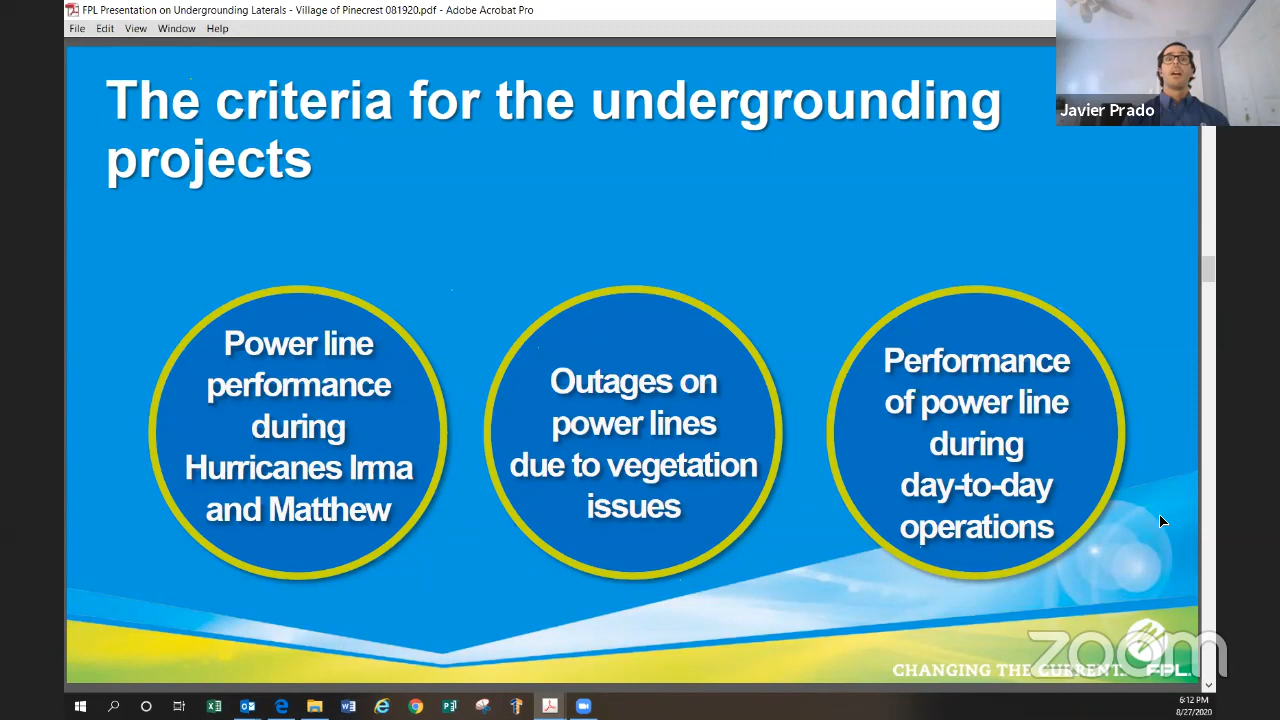 FPL Presentation on Undergrounding Laterals - Village of Pinecrest 081920.pdf - Adobe Acrobat Pro
File Edit View Window Help
Javier Prado
The criteria for the undergrounding
projects
Power line
performance
during
Hurricanes Irma
and Matthew
Outages on
power lines
due to vegetation
issues
Performance
of power line
during
day-to-day
operations
zoom
CHANGING THE CURRENT.
FPL.
6:12 PM
8/27/2020